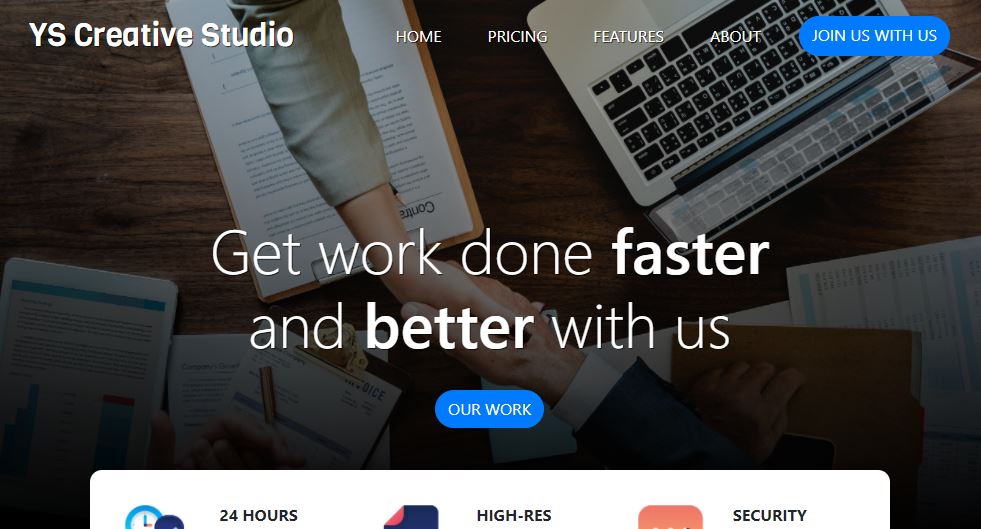 YS Creative Studio
HOME
PRICING
FEATURES
ABOUT
JOIN US WITH US
Contra
Get work done faster
and better with us
OUR WORK
24 HOURS
HIGH-RES
SECURITY